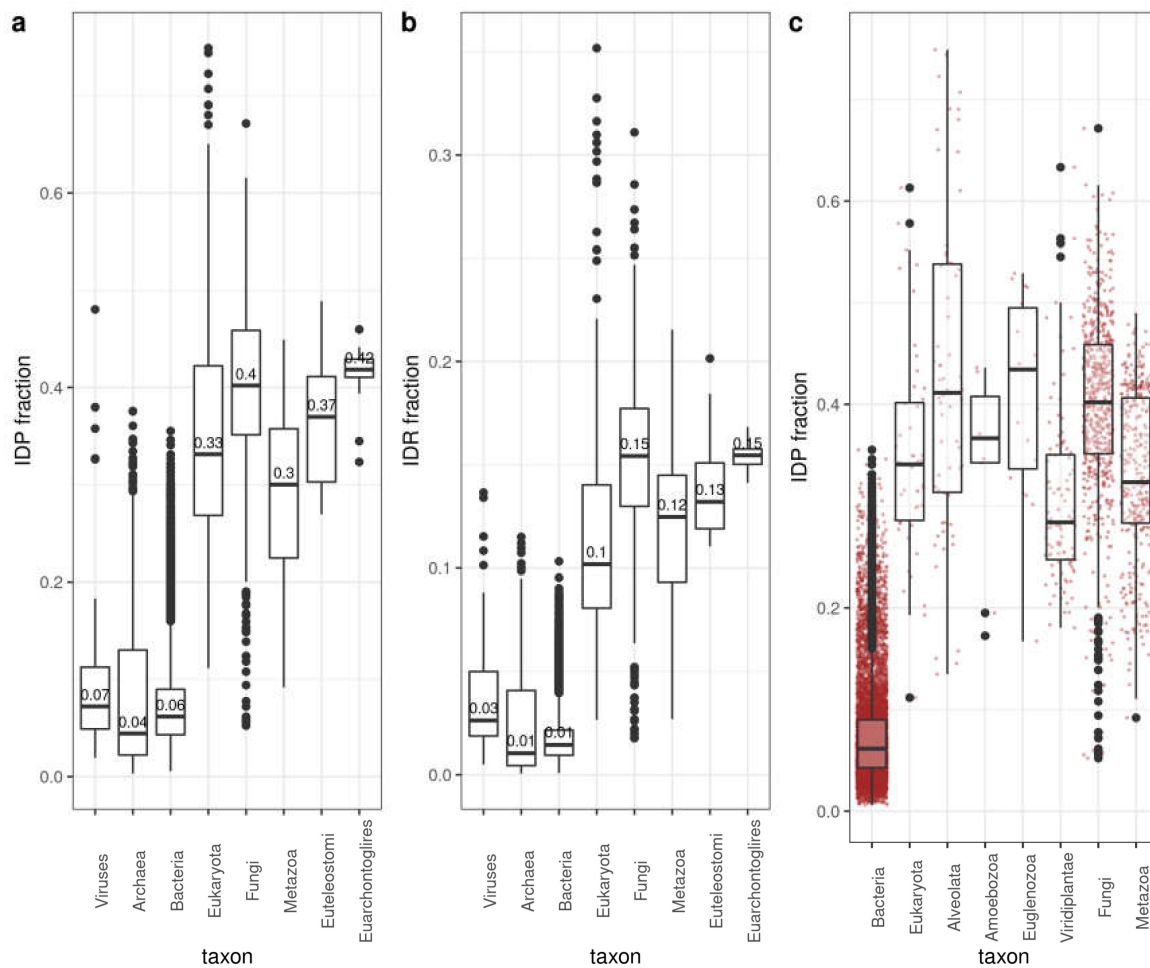 a
IDP fraction
0.6
0.4
0.2
0.0
0.07
0.04
0.06
0.33
0.4
0.3
0.37
0.42
Viruses
Archaea
Bacteria
Eukaryota
Fungi
Metazoa
Euteleostomi
Euarchontoglires
taxon
b
IDR fraction
0.3
0.2
0.1
0.0
0.03
0.01
0.01
0.1
0.15
0.12
0.13
0.15
Viruses
Archaea
Bacteria
Eukaryota
Fungi
Metazoa
Euteleostomi
Euarchontoglires
taxon
c
IDP fraction
0.6
0.4
0.2
0.0
Bacteria
Eukaryota
Alveolata
Amoebozoa
Euglenozoa
Viridiplantae
Fungi
Metazoa
taxon